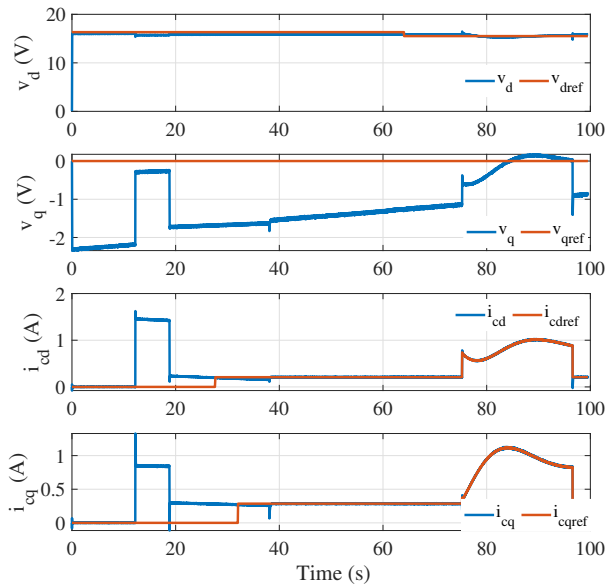 20
v_d (V)
10
v_d v_dref
0
0 20 40 60 80 100
0
v_q (V)
-1
-2
v_q v_qref
0 20 40 60 80 100
2
i_cd (A)
i_cd i_cdref
1
0
0 20 40 60 80 100
i_cq (A)
1
0.5
0
i_cq i_cqref
0 20 40 60 80 100
Time (s)